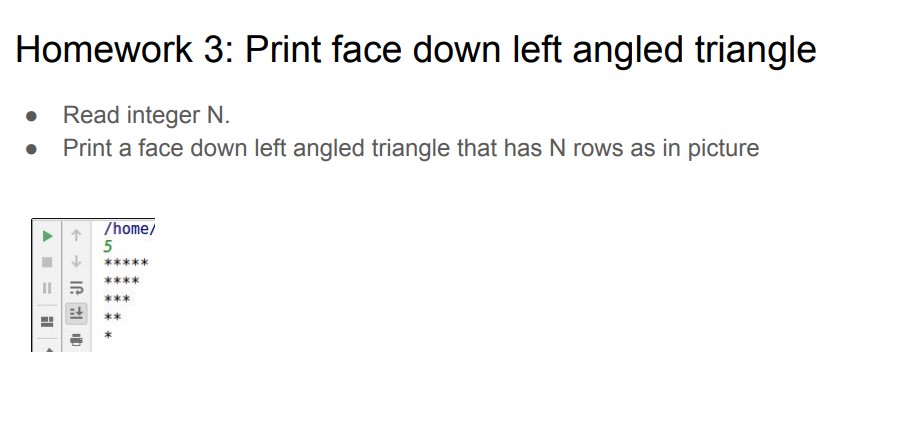 Homework 3: Print face down left angled triangle
● Read integer N.
● Print a face down left angled triangle that has N rows as in picture
/home/
5
*****
****
***
**
*